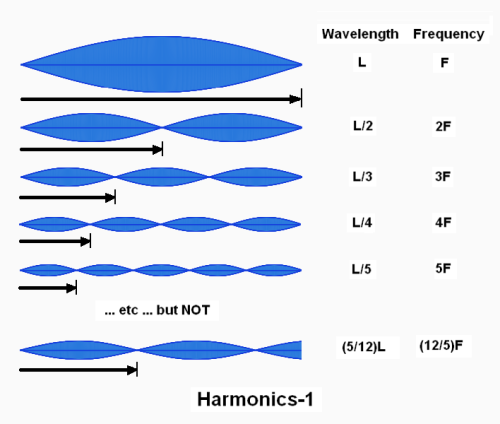 Wavelength Frequency
L F
L/2 2F
L/3 3F
L/4 4F
L/5 5F
... etc ... but NOT
(5/12)L (12/5)F
Harmonics-1